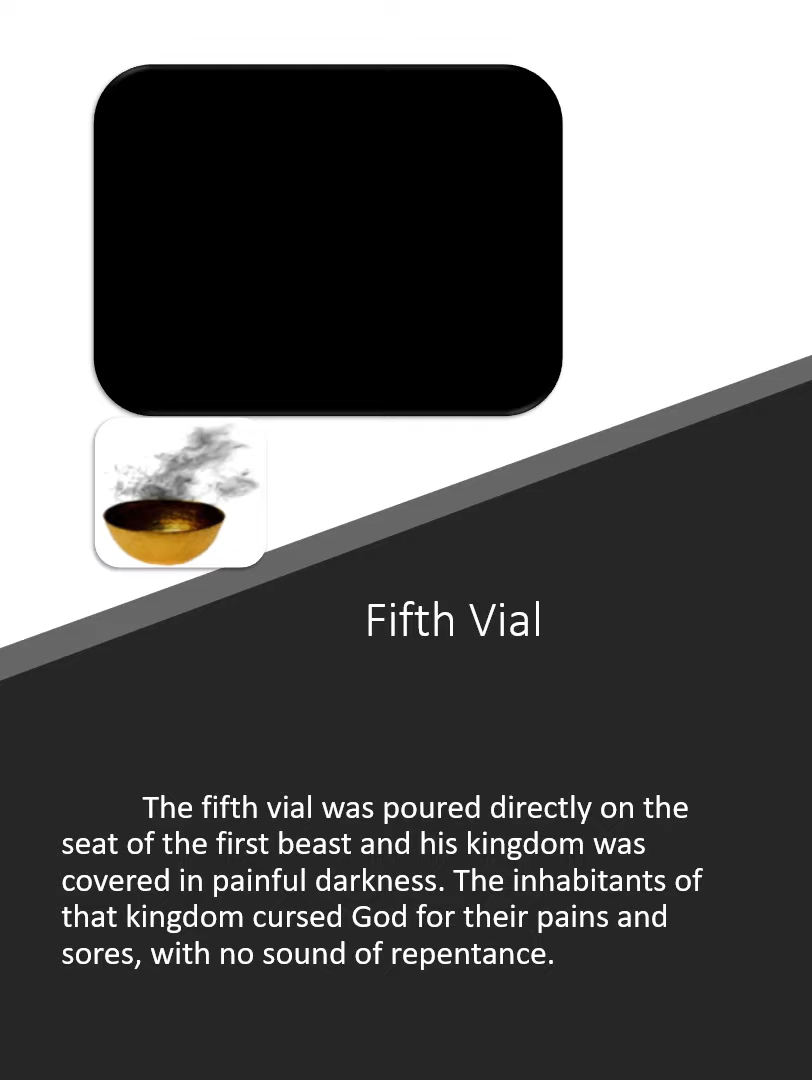 Fifth Vial
The fifth vial was poured directly on the
seat of the first beast and his kingdom was
covered in painful darkness. The inhabitants of
that kingdom cursed God for their pains and
sores, with no sound of repentance.